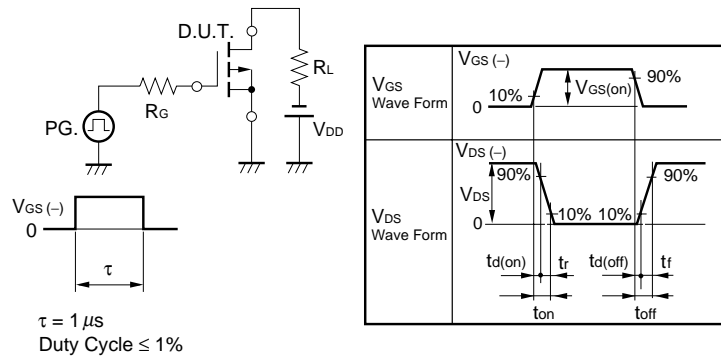 D.U.T.
RL
RG
PG.
VDD
VGS (−)
0
τ
τ = 1 μs
Duty Cycle ≤ 1%
VGS
Wave Form
VGS (−)
10%
0
VGS(on)
90%
VDS
Wave Form
VDS (−)
90%
VDS
0
10% 10%
90%
td(on) tr td(off) tf
ton toff